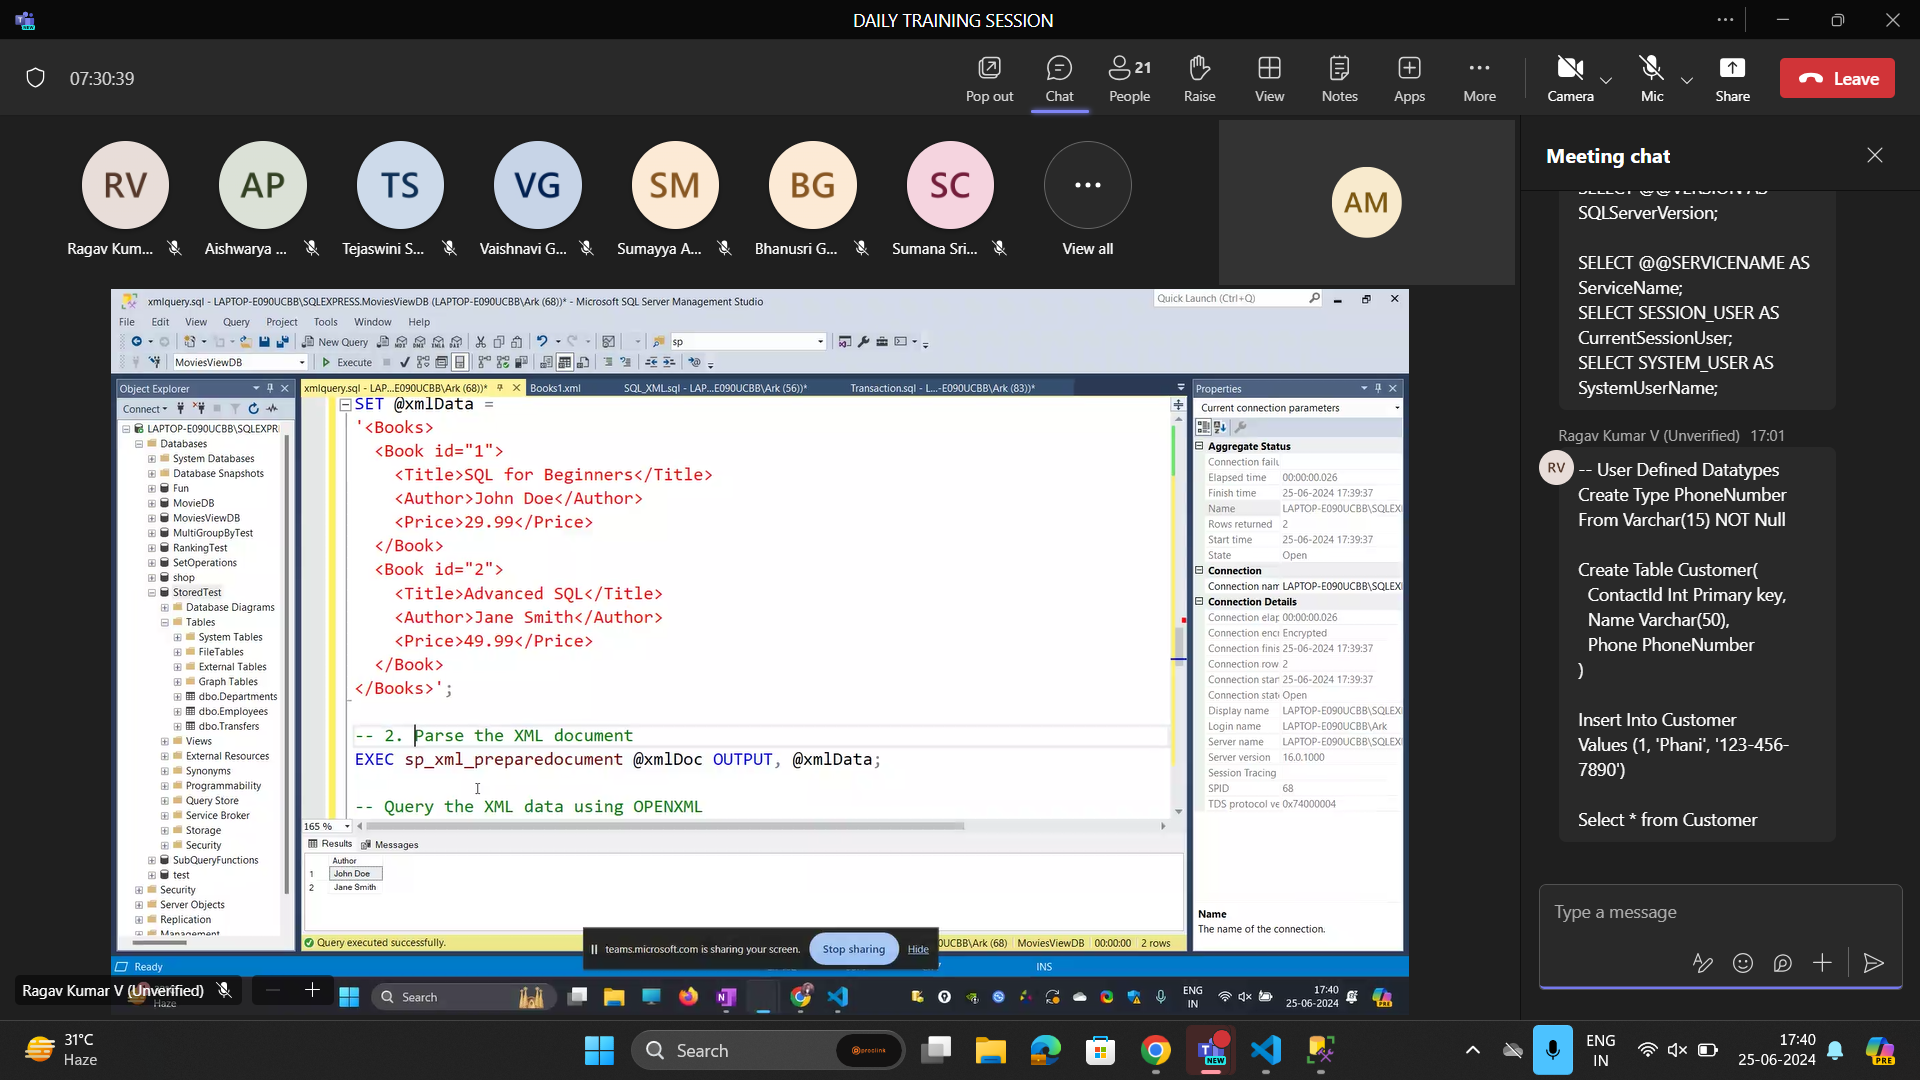 DAILY TRAINING SESSION
07:30:39
Pop out
Chat
21
People
Raise
View
Notes
Apps
More
Camera
Mic
Share
Leave
RV
AP
TS
VG
SM
BG
SC
AM
Ragav Kum...
Aishwarya ...
Tejaswini S...
Vaishnavi G...
Sumayya A...
Bhanusri G...
Sumana Sri...
View all
xmlquery.sql - LAPTOP-E090UCBB\SQLEXPRESS.MoviesViewDB (LAPTOP-E090UCBB\Ark (68))* - Microsoft SQL Server Management Studio
Quick Launch (Ctrl+Q)
File Edit View Query Project Tools Window Help
New Query
sp
MoviesViewDB
Execute
Object Explorer
Connect
LAPTOP-E090UCBB\SQLEXPR
Databases
System Databases
Database Snapshots
Fun
MovieDB
MoviesViewDB
MultiGroupByTest
RankingTest
SetOperations
shop
StoredTest
Database Diagrams
Tables
System Tables
FileTables
External Tables
Graph Tables
dbo.Departments
dbo.Employees
dbo.Transfers
Views
External Resources
Synonyms
Programmability
Query Store
Service Broker
Storage
Security
SubQueryFunctions
test
Security
Server Objects
Replication
Management
xmlquery.sql - LAP...E090UCBB\Ark (68))*
Books1.xml
SQL_XML.sql - LAP...E090UCBB\Ark (56))*
Transaction.sql - L...-E090UCBB\Ark (83))*
SET @xmlData =
'<Books>
<Book id="1">
<Title>SQL for Beginners</Title>
<Author>John Doe</Author>
<Price>29.99</Price>
</Book>
<Book id="2">
<Title>Advanced SQL</Title>
<Author>Jane Smith</Author>
<Price>49.99</Price>
</Book>
</Books>';
-- 2. Parse the XML document
EXEC sp_xml_preparedocument @xmlDoc OUTPUT, @xmlData;
-- Query the XML data using OPENXML
165 %
Results
Messages
Author
1 John Doe
2 Jane Smith
Query executed successfully.
UCBB\Ark (68)
MoviesViewDB
00:00:00
2 rows
Properties
Current connection parameters
Aggregate Status
Connection failu
Elapsed time 00:00:00.026
Finish time 25-06-2024 17:39:37
Name LAPTOP-E090UCBB\SQLEXI
Rows returned 2
Start time 25-06-2024 17:39:37
State Open
Connection
Connection nam LAPTOP-E090UCBB\SQLEXI
Connection Details
Connection elap 00:00:00.026
Connection encr Encrypted
Connection finis 25-06-2024 17:39:37
Connection row 2
Connection star 25-06-2024 17:39:37
Connection stat Open
Display name LAPTOP-E090UCBB\SQLEXI
Login name LAPTOP-E090UCBB\Ark
Server name LAPTOP-E090UCBB\SQLEXI
Server version 16.0.1000
Session Tracing
SPID 68
TDS protocol ve 0x74000004
Name
The name of the connection.
teams.microsoft.com is sharing your screen.
Stop sharing
Hide
Ready
INS
Ragav Kumar V (Unverified)
Haze
Search
ENG
IN
17:40
25-06-2024
Meeting chat
SELECT @@VERSION AS
SQLServerVersion;
SELECT @@SERVICENAME AS
ServiceName;
SELECT SESSION_USER AS
CurrentSessionUser;
SELECT SYSTEM_USER AS
SystemUserName;
Ragav Kumar V (Unverified) 17:01
RV
-- User Defined Datatypes
Create Type PhoneNumber
From Varchar(15) NOT Null
Create Table Customer(
ContactId Int Primary key,
Name Varchar(50),
Phone PhoneNumber
)
Insert Into Customer
Values (1, 'Phani', '123-456-
7890')
Select * from Customer
Type a message
31°C
Haze
Search
proclink
NEW
ENG
IN
17:40
25-06-2024
PRE